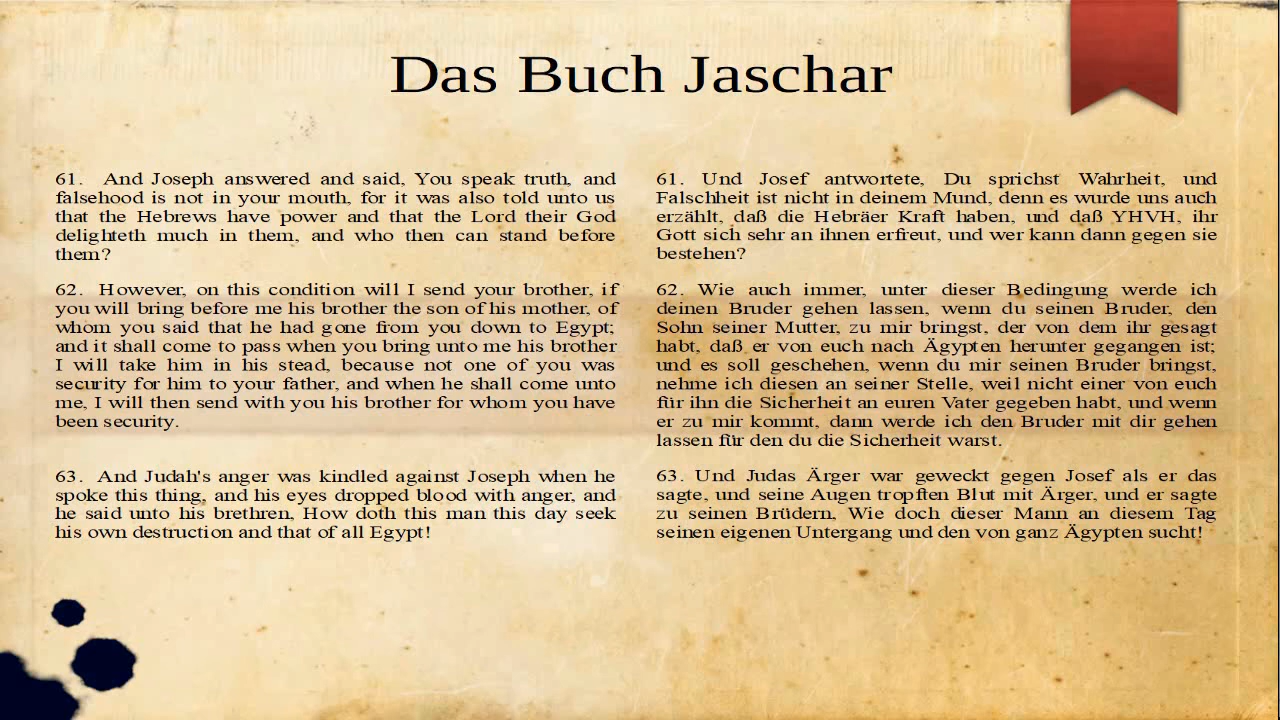 Das Buch Jaschar
61. And Joseph answered and said, You speak truth, and
falsehood is not in your mouth, for it was also told unto us
that the Hebrews have power and that the Lord their God
delighteth much in them, and who then can stand before
them?
62. However, on this condition will I send your brother, if
you will bring before me his brother the son of his mother, of
whom you said that he had gone from you down to Egypt;
and it shall come to pass when you bring unto me his brother
I will take him in his stead, because not one of you was
security for him to your father, and when he shall come unto
me, I will then send with you his brother for whom you have
been security.
63. And Judah's anger was kindled against Joseph when he
spoke this thing, and his eyes dropped blood with anger, and
he said unto his brethren, How doth this man this day seek
his own destruction and that of all Egypt!
61. Und Josef antwortete, Du sprichst Wahrheit, und
Falschheit ist nicht in deinem Mund, denn es wurde uns auch
erzählt, daß die Hebräer Kraft haben, und daß YHVH, ihr
Gott sich sehr an ihnen erfreut, und wer kann dann gegen sie
bestehen?
62. Wie auch immer, unter dieser Bedingung werde ich
deinen Bruder gehen lassen, wenn du seinen Bruder, den
Sohn seiner Mutter, zu mir bringst, der von dem ihr gesagt
habt, daß er von euch nach Ägypten herunter gegangen ist;
und es soll geschehen, wenn du mir seinen Bruder bringst,
nehme ich diesen an seiner Stelle, weil nicht einer von euch
für ihn die Sicherheit an euren Vater gegeben habt, und wenn
er zu mir kommt, dann werde ich den Bruder mit dir gehen
lassen für den du die Sicherheit warst.
63. Und Judas Ärger war geweckt gegen Josef als er das
sagte, und seine Augen tropften Blut mit Ärger, und er sagte
zu seinen Brüdern, Wie doch dieser Mann an diesem Tag
seinen eigenen Untergang und den von ganz Ägypten sucht!